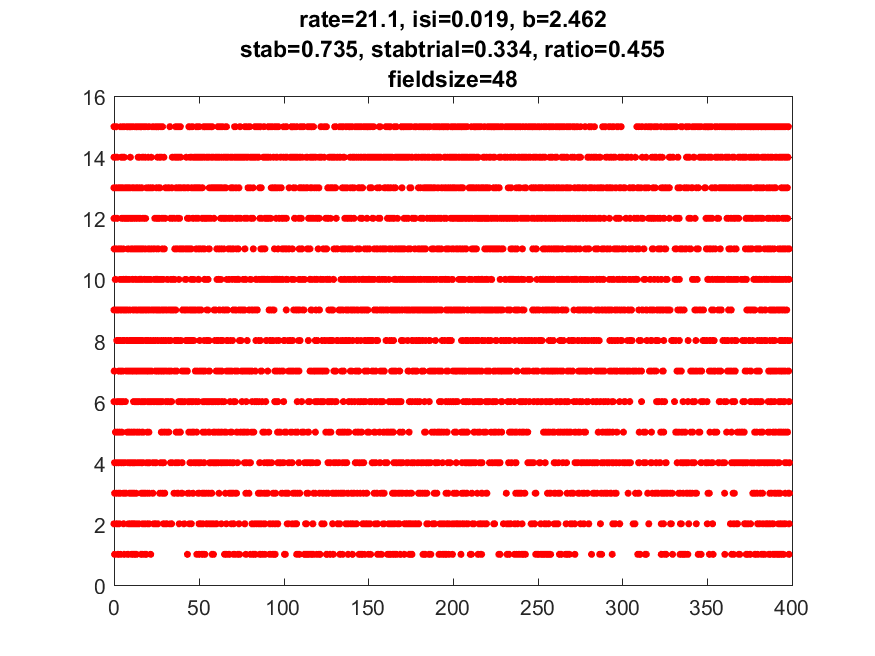 rate=21.1, isi=0.019, b=2.462
stab=0.735, stabtrial=0.334, ratio=0.455
fieldsize=48
16
14
12
10
8
6
4
2
0
0 50 100 150 200 250 300 350 400